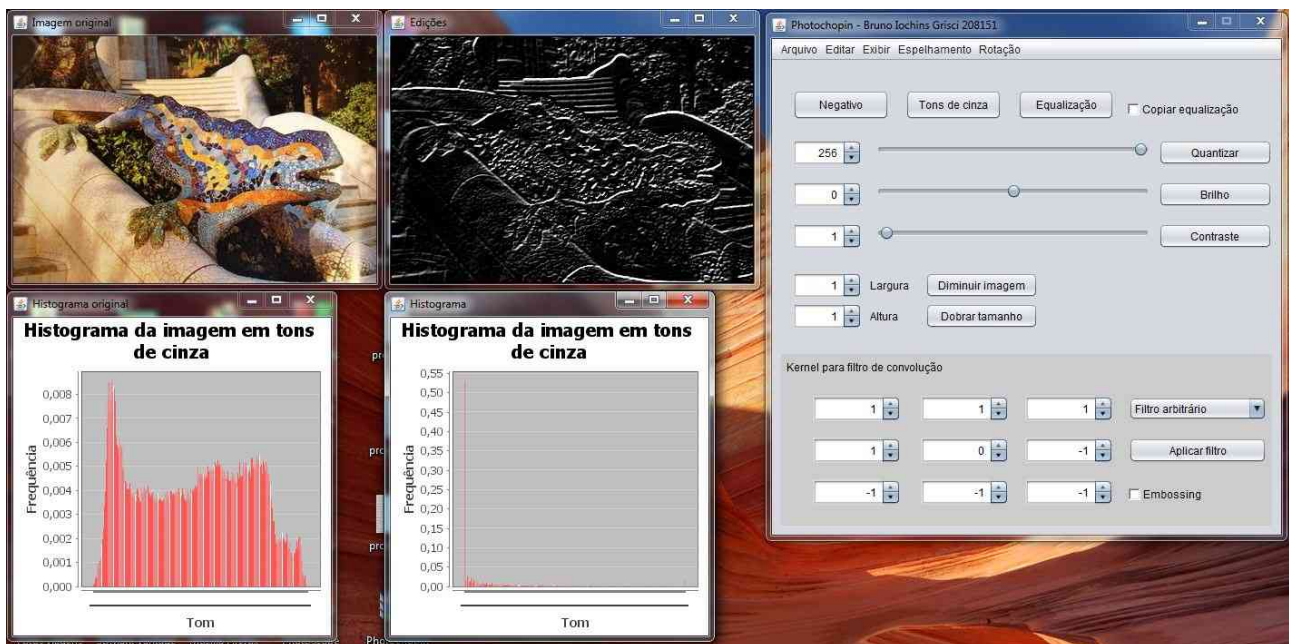 Imagem original
Edições
Photochopin - Bruno Iochins Grisci 208151
Arquivo Editar Exibir Espelhamento Rotação
Negativo Tons de cinza Equalização Copiar equalização
256 Quantizar
0 Brilho
1 Contraste
1 Largura Diminuir imagem
1 Altura Dobrar tamanho
Kernel para filtro de convolução
1 1 1 Filtro arbitrário
1 0 -1 Aplicar filtro
-1 -1 -1 Embossing
Histograma original
Histograma da imagem em tons
de cinza
0,008
0,007
0,006
0,005
0,004
0,003
0,002
0,001
0,000
Frequência
Tom
Histograma
Histograma da imagem em tons
de cinza
0,55
0,50
0,45
0,40
0,35
0,30
0,25
0,20
0,15
0,10
0,05
0,00
Frequência
Tom